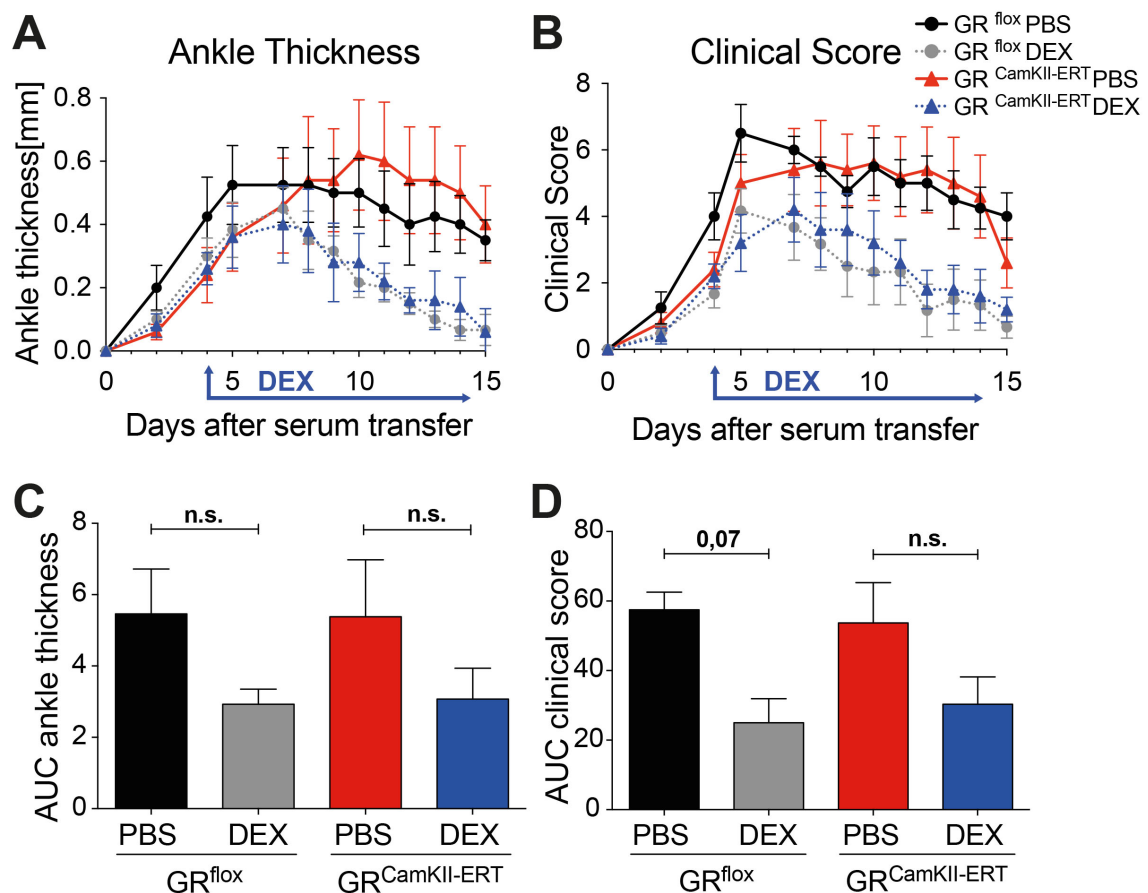 A
Ankle Thickness
Ankle thickness[mm]
0.8
0.6
0.4
0.2
0.0
0 5 10 15
DEX
Days after serum transfer
B
Clinical Score
GR flox PBS
GR flox DEX
GR CamKII-ERT PBS
GR CamKII-ERT DEX
Clinical Score
8
6
4
2
0
0 5 10 15
DEX
Days after serum transfer
C
AUC ankle thickness
8
6
4
2
0
n.s. n.s.
PBS DEX PBS DEX
GRflox GRCamKII-ERT
D
AUC clinical score
80
60
40
20
0
0,07 n.s.
PBS DEX PBS DEX
GRflox GRCamKII-ERT